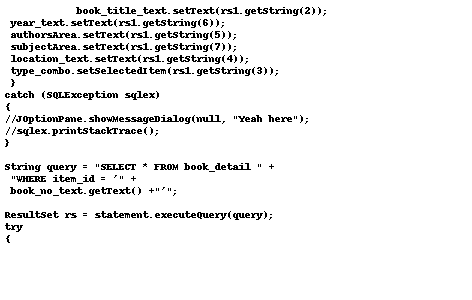 book_title_text.setText(rs1.getString(2));
year_text.setText(rs1.getString(6));
authorsArea.setText(rs1.getString(5));
subjectArea.setText(rs1.getString(7));
location_text.setText(rs1.getString(4));
type_combo.setSelectedItem(rs1.getString(3));
}
catch (SQLException sqlex)
{
//JOptionPane.showMessageDialog(null, "Yeah here");
//sqlex.printStackTrace();
}
String query = "SELECT * FROM book_detail " +
"WHERE item_id = '" +
book_no_text.getText() +"'";
ResultSet rs = statement.executeQuery(query);
try
{